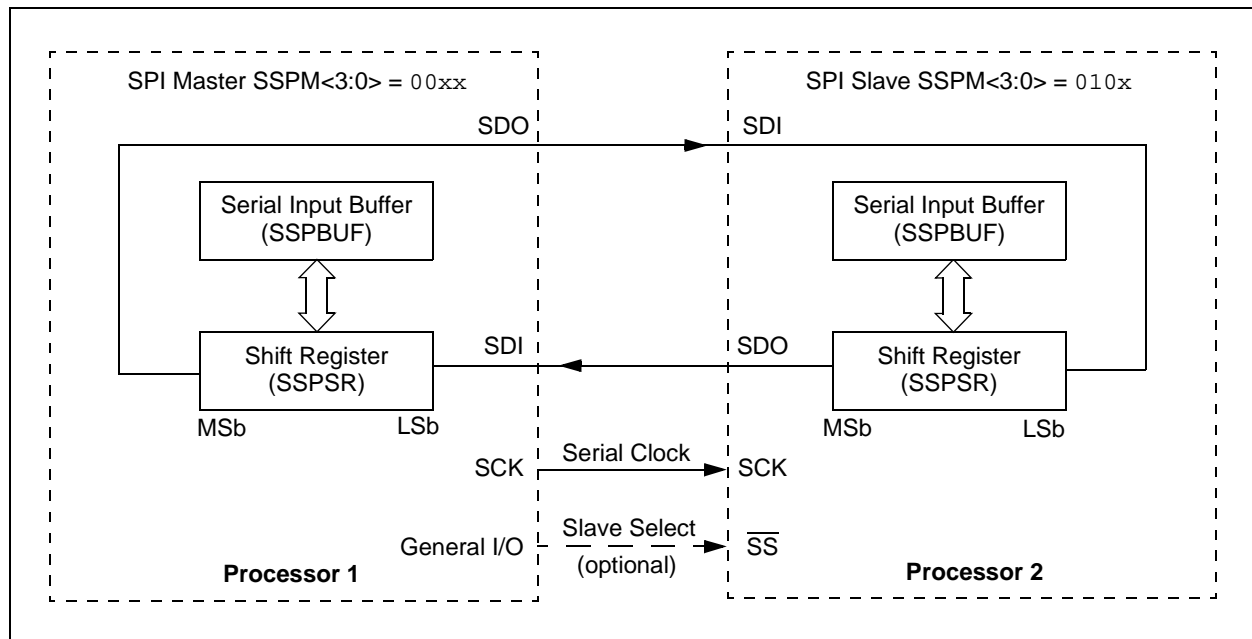 SPI Master SSPM<3:0> = 00xx
SDO
Serial Input Buffer
(SSPBUF)
Shift Register
(SSPSR)
MSb
LSb
SDI
SCK
General I/O
Processor 1
Serial Clock
Slave Select
(optional)
SPI Slave SSPM<3:0> = 010x
SDI
Serial Input Buffer
(SSPBUF)
SDO
Shift Register
(SSPSR)
MSb
LSb
SCK
S̅S̅
Processor 2